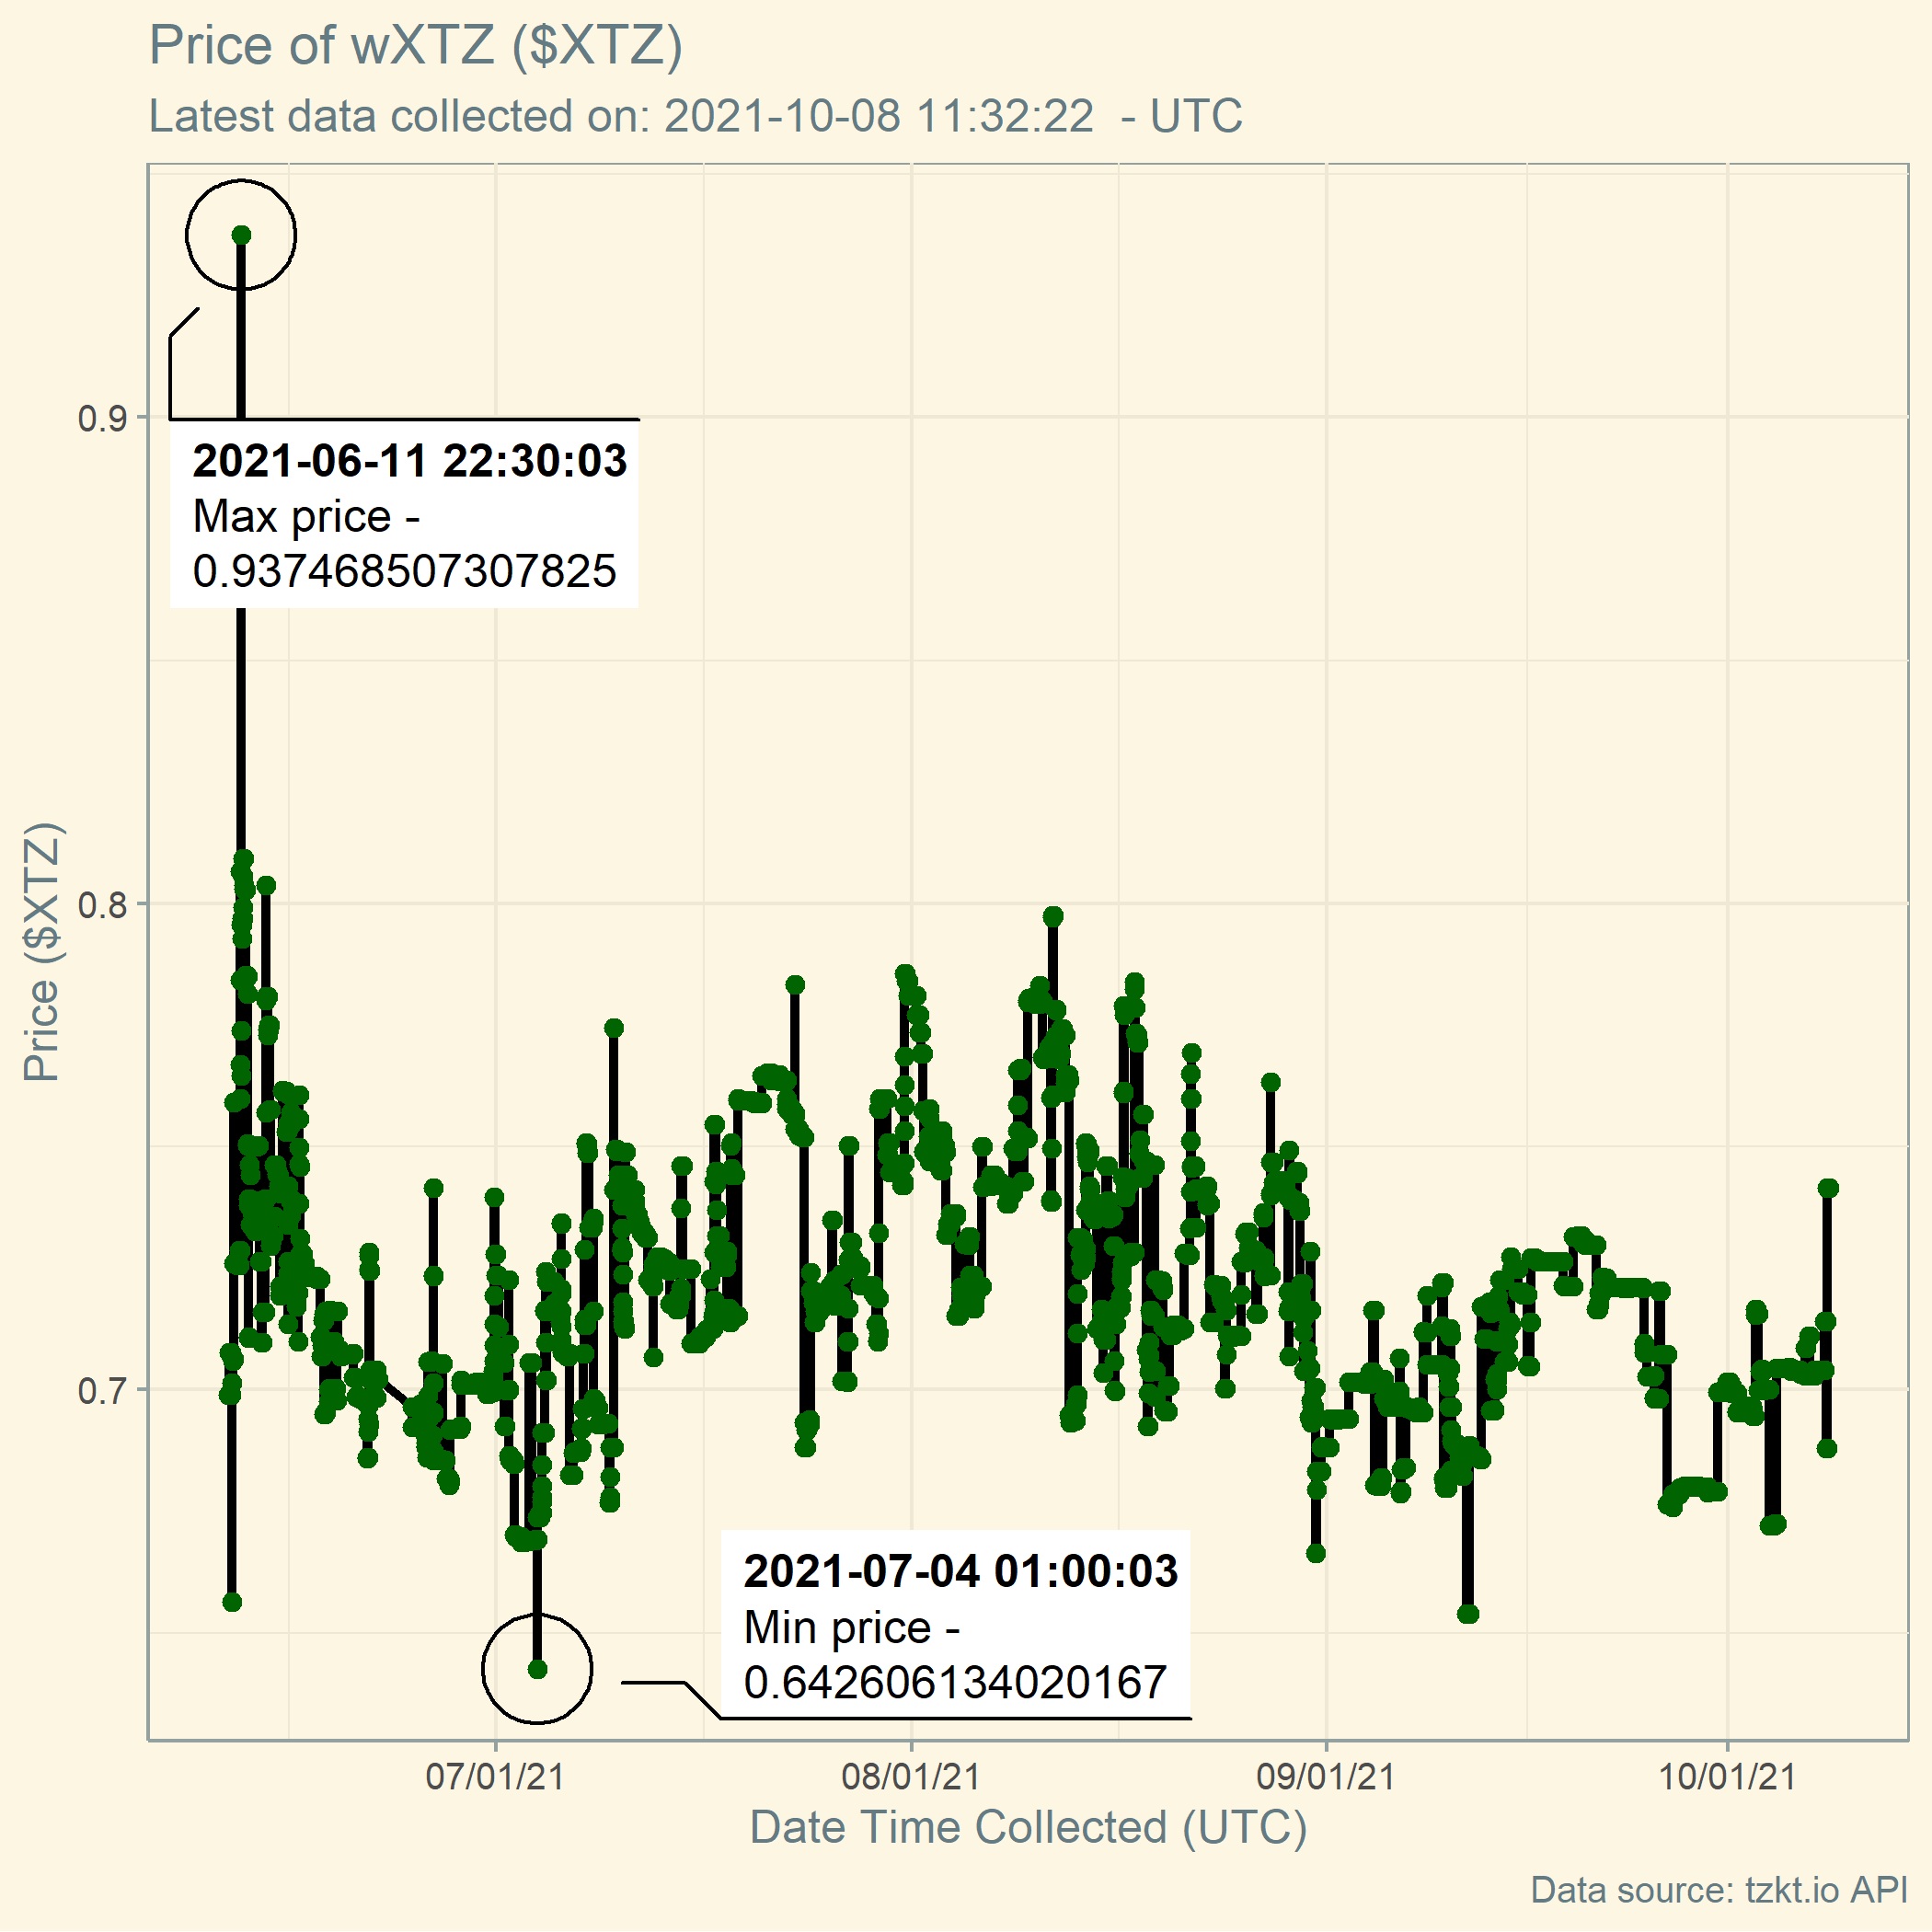 Price of wXTZ ($XTZ)
Latest data collected on: 2021-10-08 11:32:22  - UTC
2021-06-11 22:30:03
Max price -
0.937468507307825
0.9
0.8
0.7
Price ($XTZ)
2021-07-04 01:00:03
Min price -
0.642606134020167
07/01/21
08/01/21
09/01/21
10/01/21
Date Time Collected (UTC)
Data source: tzkt.io API